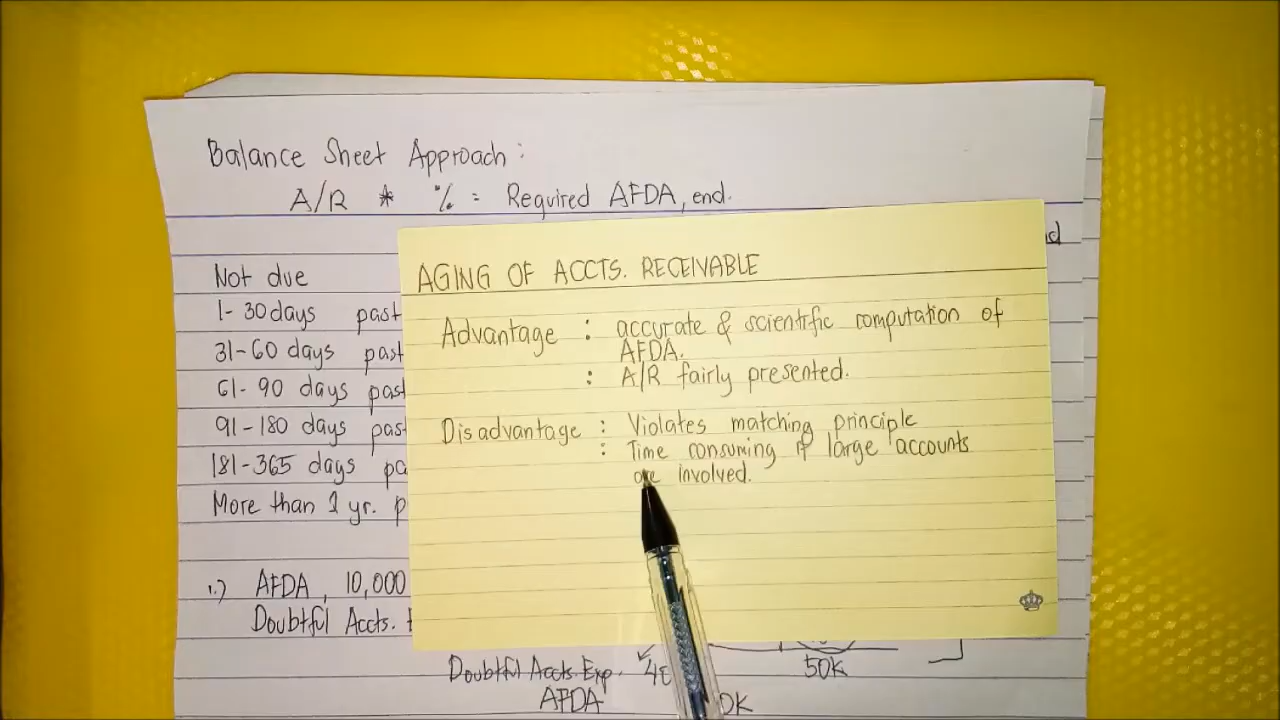 Balance Sheet Approach :
A/R * % = Required AFDA, end.
AGING OF ACCTS. RECEIVABLE
Advantage : accurate & scientific computation of
AFDA.
: A/R fairly presented.
Disadvantage : Violates matching principle
: Time consuming if large accounts
are involved.
Not due
1-30 days past
31-60 days past
61-90 days past
91-180 days past
181-365 days pa
More than 1 yr. p
1.) AFDA, 10,000
Doubtful Accts.
Doubtful Accts. Exp.
50K
AFDA